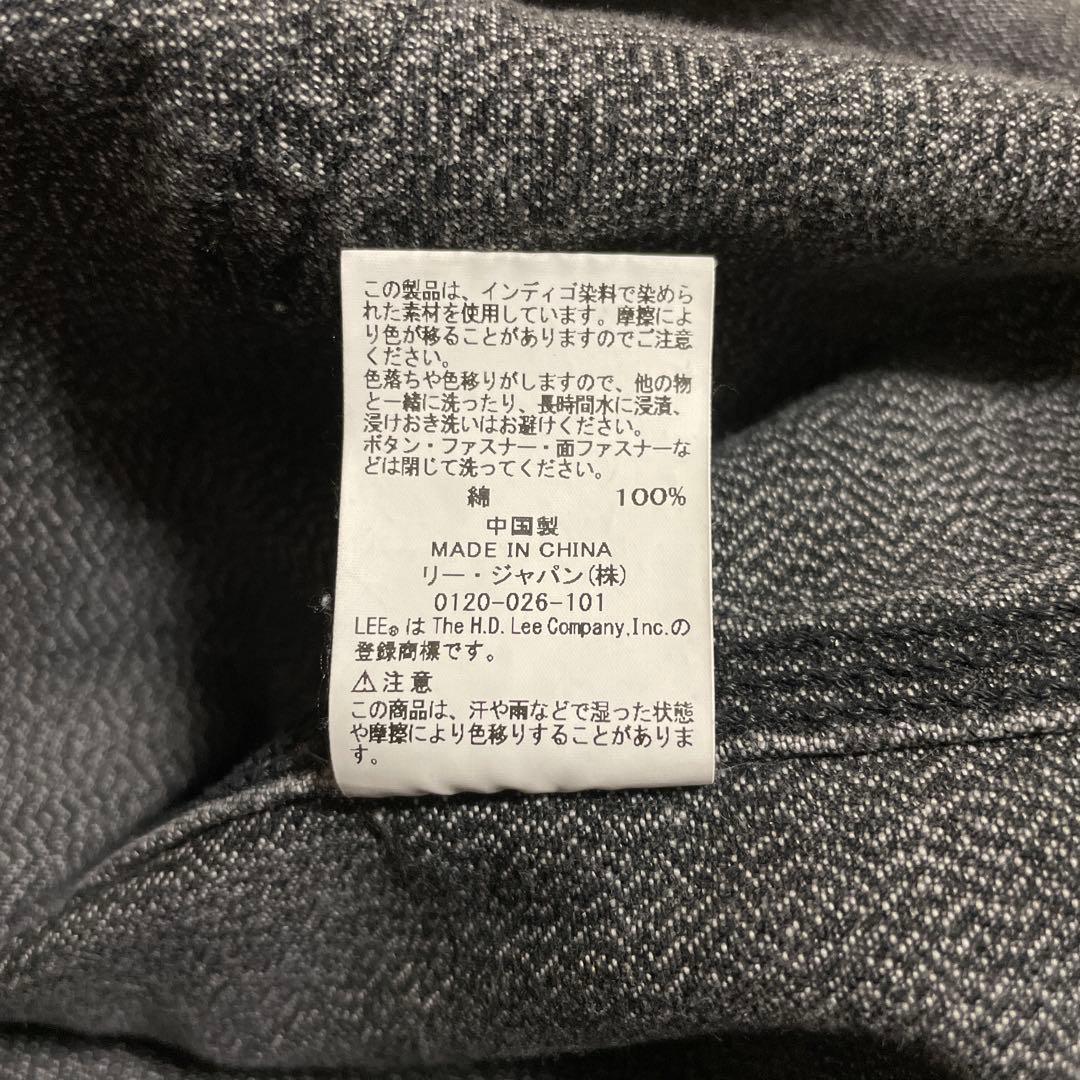 この製品は、インディゴ染料で染めら
れた素材を使用しています。摩擦によ
り色が移ることがありますのでご注意
ください。
色落ちや色移りがしますので、他の物
と一緒に洗ったり、長時間水に浸漬、
浸けおき洗いはお避けください。
ボタン・ファスナー・面ファスナーな
どは閉じて洗ってください。
綿 100%
中国製
MADE IN CHINA
リー・ジャパン(株)
0120-026-101
LEE® は The H.D. Lee Company,Inc.の
登録商標です。
⚠注意
この商品は、汗や雨などで湿った状態
や摩擦により色移りすることがありま
す。